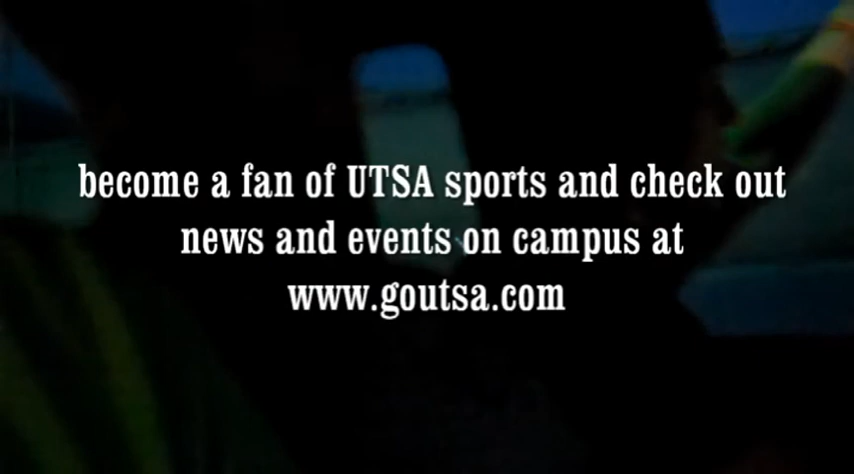 become a fan of UTSA sports and check out
news and events on campus at
www.goutsa.com